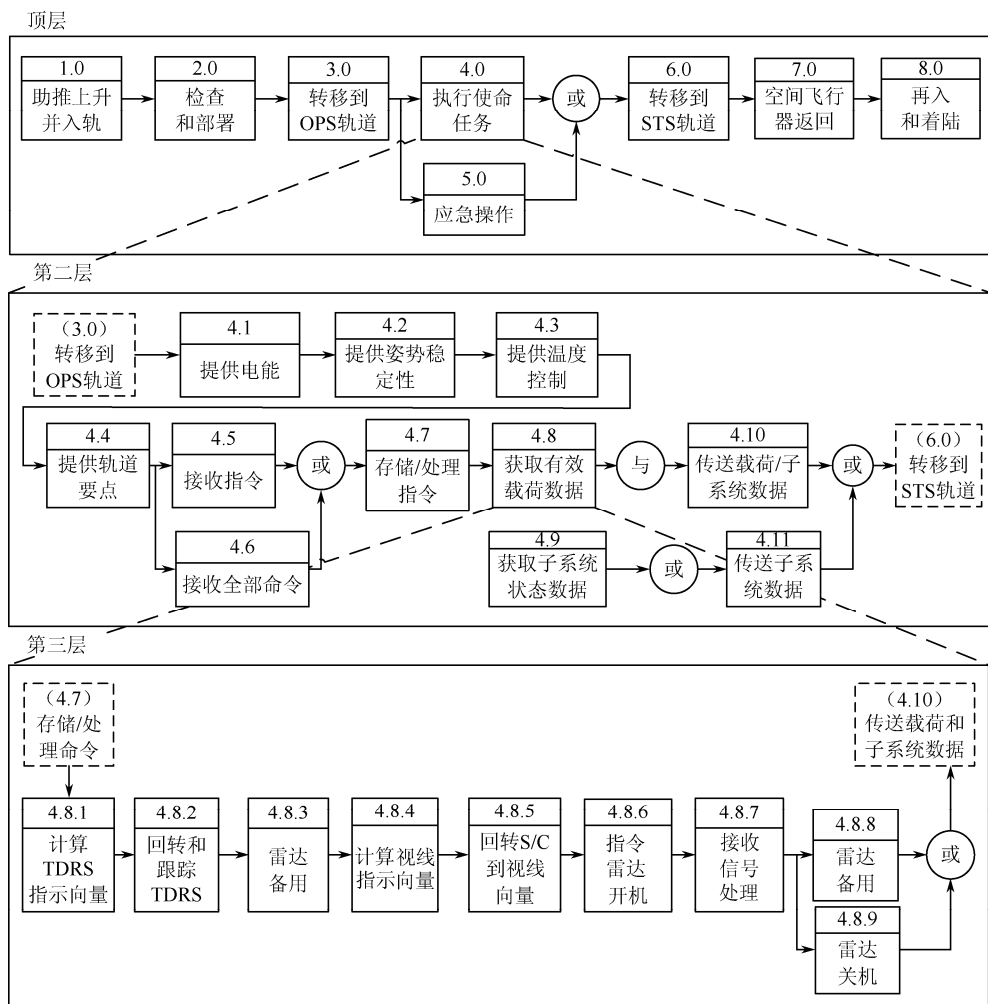 顶层
1.0
助推上升
并入轨
2.0
检查
和部署
3.0
转移到
OPS轨道
4.0
执行使命
任务
或
6.0
转移到
STS轨道
7.0
空间飞行
器返回
8.0
再入
和着陆
5.0
应急操作
第二层
（3.0）
转移到
OPS轨道
4.1
提供电能
4.2
提供姿势稳
定性
4.3
提供温度
控制
4.4
提供轨道
要点
4.5
接收指令
或
4.7
存储/处理
指令
4.8
获取有效
载荷数据
与
4.10
传送载荷/子
系统数据
或
（6.0）
转移到
STS轨道
4.6
接收全部命令
4.9
获取子系统
状态数据
或
4.11
传送子系
统数据
第三层
（4.7）
存储/处
理命令
（4.10）
传送载荷和
子系统数据
4.8.1
计算
TDRS
指示向量
4.8.2
回转和
跟踪
TDRS
4.8.3
雷达
备用
4.8.4
计算视线
指示向量
4.8.5
回转S/C
到视线
向量
4.8.6
指令
雷达
开机
4.8.7
接收
信号
处理
4.8.8
雷达
备用
或
4.8.9
雷达
关机